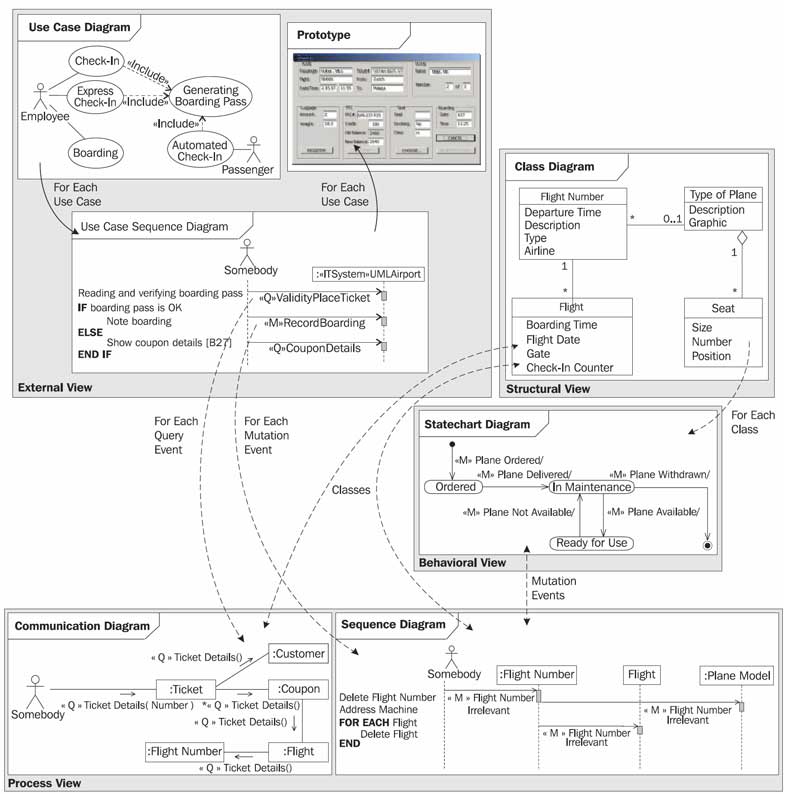 Use Case Diagram
Check-In
«Include»
Express
Check-In
«Include»
Generating
Boarding Pass
Employee
«Include»
Boarding
Automated
Check-In
Passenger
Prototype
For Each
Use Case
For Each
Use Case
Use Case Sequence Diagram
Somebody
:«ITSystem»UMLAirport
Reading and verifying boarding pass
«Q»ValidityPlaceTicket
IF boarding pass is OK
Note boarding
«M»RecordBoarding
ELSE
Show coupon details [B27]
«Q»CouponDetails
END IF
External View
Class Diagram
Flight Number
Departure Time
Description
Type
Airline
*
0..1
Type of Plane
Description
Graphic
1
1
*
*
Flight
Boarding Time
Flight Date
Gate
Check-In Counter
Seat
Size
Number
Position
Structural View
For Each
Query
Event
For Each
Mutation
Event
Classes
For Each
Class
Statechart Diagram
«M» Plane Ordered/
«M» Plane Delivered/
«M» Plane Withdrawn/
Ordered
In Maintenance
«M» Plane Not Available/
«M» Plane Available/
Ready for Use
Behavioral View
Mutation
Events
Communication Diagram
:Customer
« Q » Ticket Details()
Somebody
:Ticket
:Coupon
« Q » Ticket Details( Number )
*« Q » Ticket Details()
« Q » Ticket Details()
:Flight Number
:Flight
« Q » Ticket Details()
Process View
Sequence Diagram
Somebody
:Flight Number
Flight
:Plane Model
Delete Flight Number
Address Machine
FOR EACH Flight
Delete Flight
END
« M » Flight Number
Irrelevant
« M » Flight Number
Irrelevant
« M » Flight Number
Irrelevant